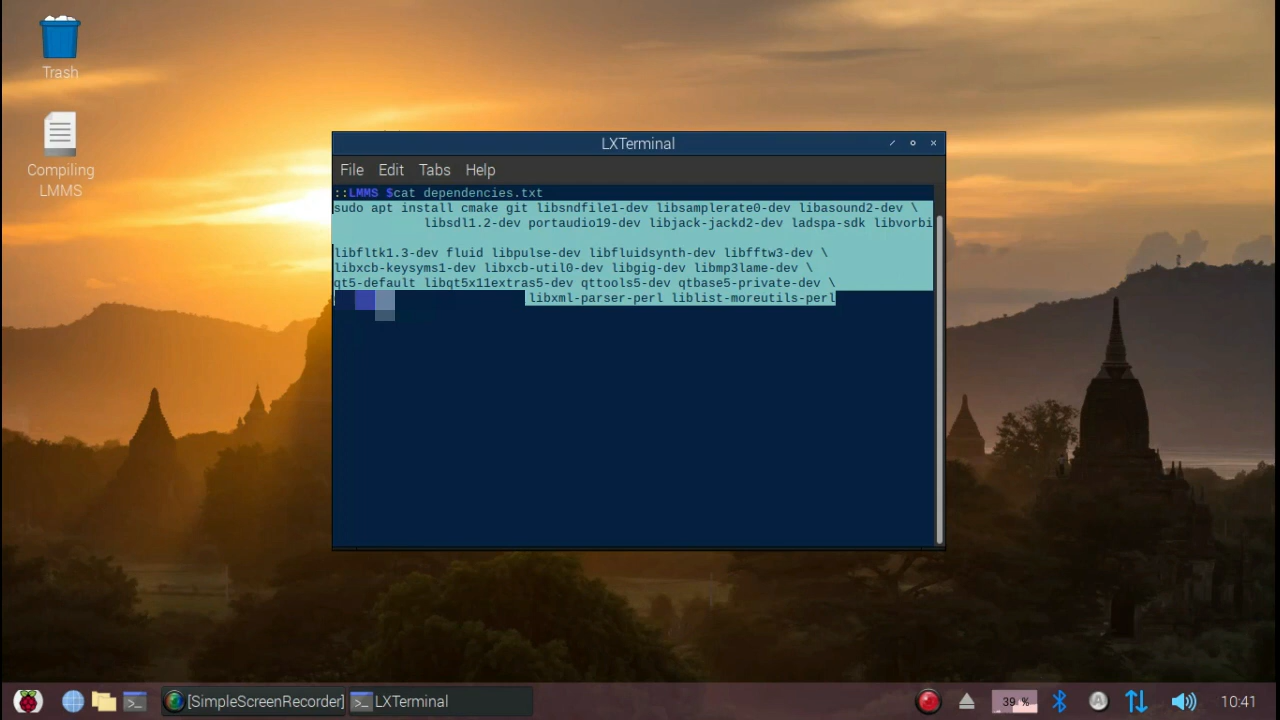 Trash
Compiling
LMMS
LXTerminal
File Edit Tabs Help
::LMMS $cat dependencies.txt
sudo apt install cmake git libsndfile1-dev libsamplerate0-dev libasound2-dev \
libsdl1.2-dev portaudio19-dev libjack-jackd2-dev ladspa-sdk libvorbi
libfltk1.3-dev fluid libpulse-dev libfluidsynth-dev libfftw3-dev \
libxcb-keysyms1-dev libxcb-util0-dev libgig-dev libmp3lame-dev \
qt5-default libqt5x11extras5-dev qttools5-dev qtbase5-private-dev \
libxml-parser-perl liblist-moreutils-perl
[SimpleScreenRecorder] LXTerminal 39 % A 10:41